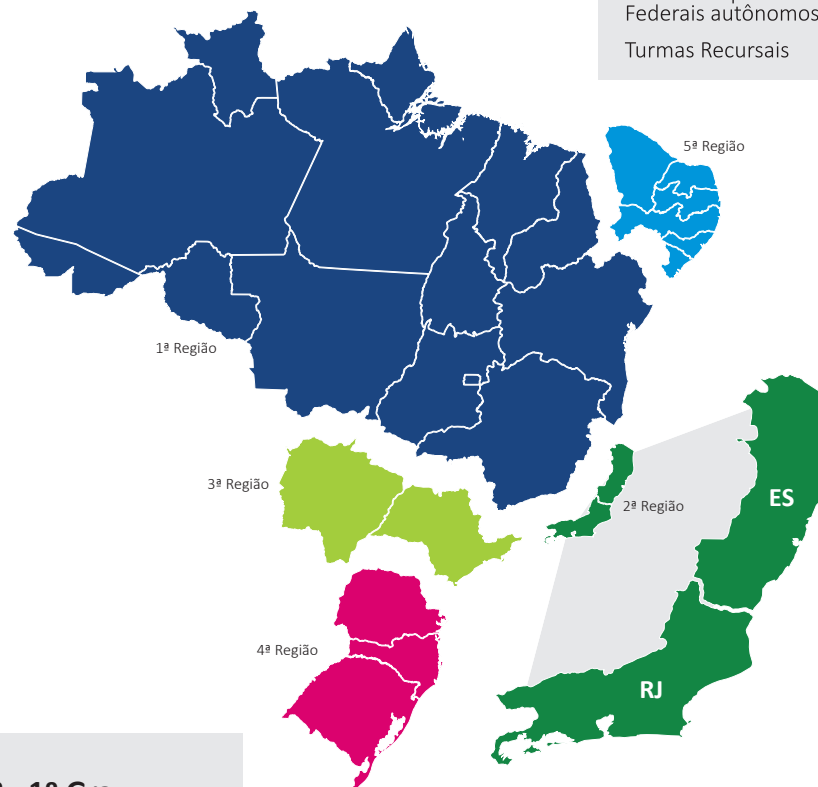 Federais autônomos
Turmas Recursais
5ª Região
1ª Região
3ª Região
2ª Região
ES
4ª Região
RJ